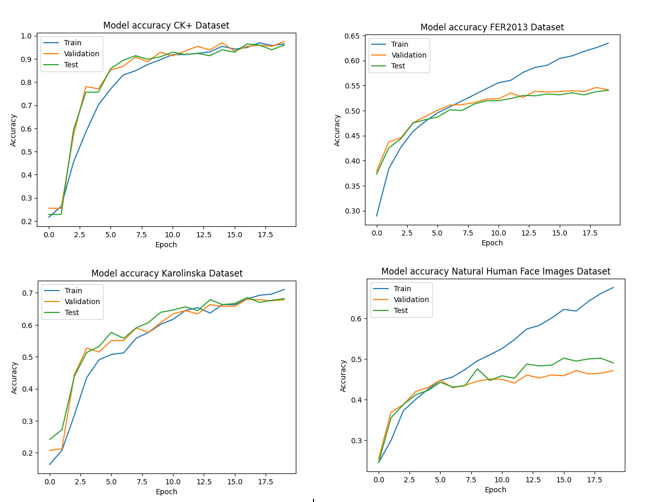 Model accuracy CK+ Dataset
Train
Validation
Test
1.0
0.9
0.8
0.7
0.6
0.5
0.4
0.3
0.2
Accuracy
0.0 2.5 5.0 7.5 10.0 12.5 15.0 17.5
Epoch
Model accuracy FER2013 Dataset
Train
Validation
Test
0.65
0.60
0.55
0.50
0.45
0.40
0.35
0.30
Accuracy
0.0 2.5 5.0 7.5 10.0 12.5 15.0 17.5
Epoch
Model accuracy Karolinska Dataset
Train
Validation
Test
0.7
0.6
0.5
0.4
0.3
0.2
Accuracy
0.0 2.5 5.0 7.5 10.0 12.5 15.0 17.5
Epoch
Model accuracy Natural Human Face Images Dataset
Train
Validation
Test
0.6
0.5
0.4
0.3
Accuracy
0.0 2.5 5.0 7.5 10.0 12.5 15.0 17.5
Epoch